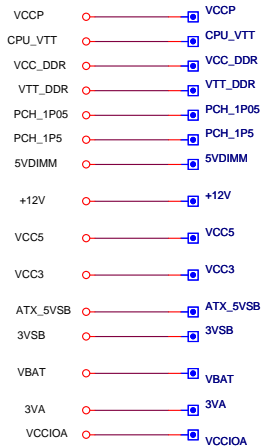 VCCP VCCP
CPU_VTT CPU_VTT
VCC_DDR VCC_DDR
VTT_DDR VTT_DDR
PCH_1P05 PCH_1P05
PCH_1P5 PCH_1P5
5VDIMM 5VDIMM
+12V +12V
VCC5 VCC5
VCC3 VCC3
ATX_5VSB ATX_5VSB
3VSB 3VSB
VBAT VBAT
3VA 3VA
VCCIOA VCCIOA